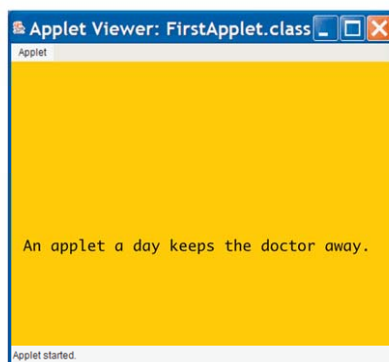 Applet Viewer: FirstApplet.class
Applet
An applet a day keeps the doctor away.
Applet started.